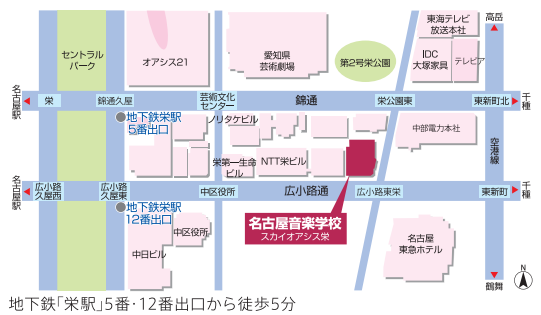 東海テレビ
放送本社
高岳
セントラル
パーク
オアシス21
愛知県
芸術劇場
第2号栄公園
IDC
大塚家具
テレピア
名古屋駅
栄
錦通久屋
芸術文化
センター
錦通
栄公園東
東新町北
千種
地下鉄栄駅
5番出口
ノリタケビル
中部電力本社
空港線
栄第一生命
ビル
NTT栄ビル
名古屋駅
広小路
久屋西
広小路
久屋東
中区役所
広小路通
広小路東栄
東新町
千種
地下鉄栄駅
12番出口
名古屋音楽学校
スカイオアシス栄
中区役所
中日ビル
名古屋
東急ホテル
鶴舞
N
地下鉄｢栄駅｣5番･12番出口から徒歩5分